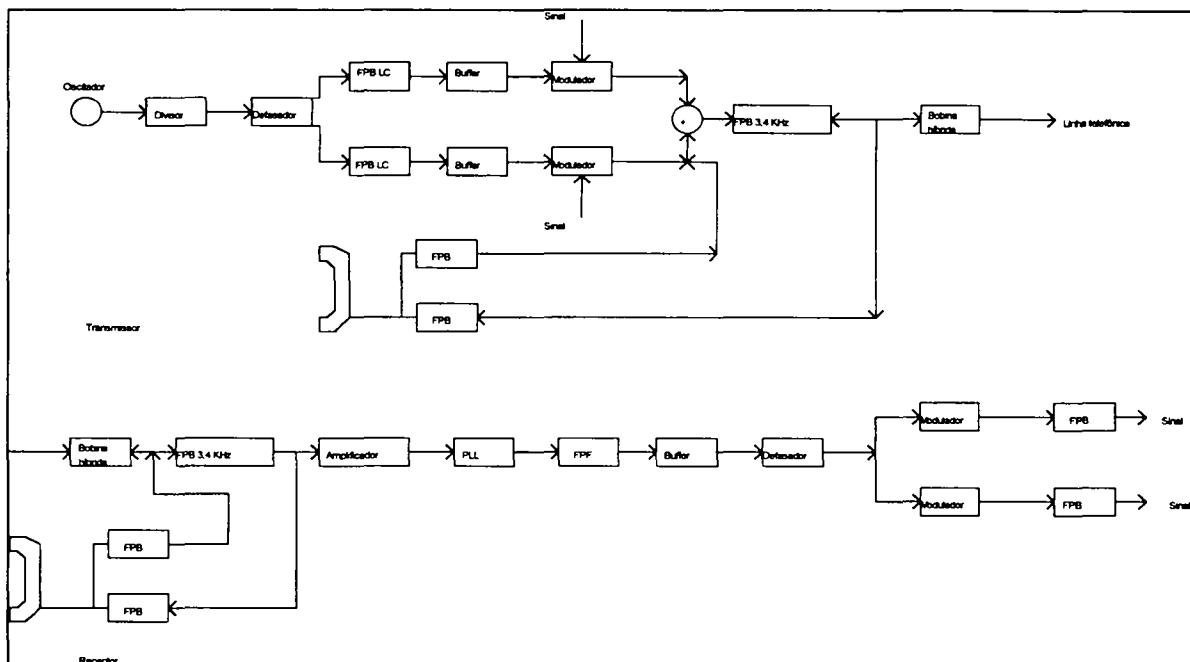 Sinal
Oscilador
FPB LC
Buffer
Modulador
Divisor
Defasador
FPB 3,4 KHz
Bobina
híbrida
Linha telefônica
FPB LC
Buffer
Modulador
Sinal
FPB
FPB
Transmissor
Modulador
FPB
Sinal
Bobina
híbrida
FPB 3,4 KHz
Amplificador
PLL
FPF
Buffer
Defasador
Modulador
FPB
Sinal
FPB
FPB
Receptor